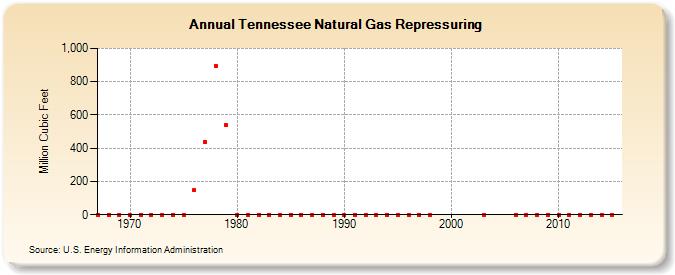 Annual Tennessee Natural Gas Repressuring
Million Cubic Feet
1,000
800
600
400
200
0
1970 1980 1990 2000 2010
Source: U.S. Energy Information Administration